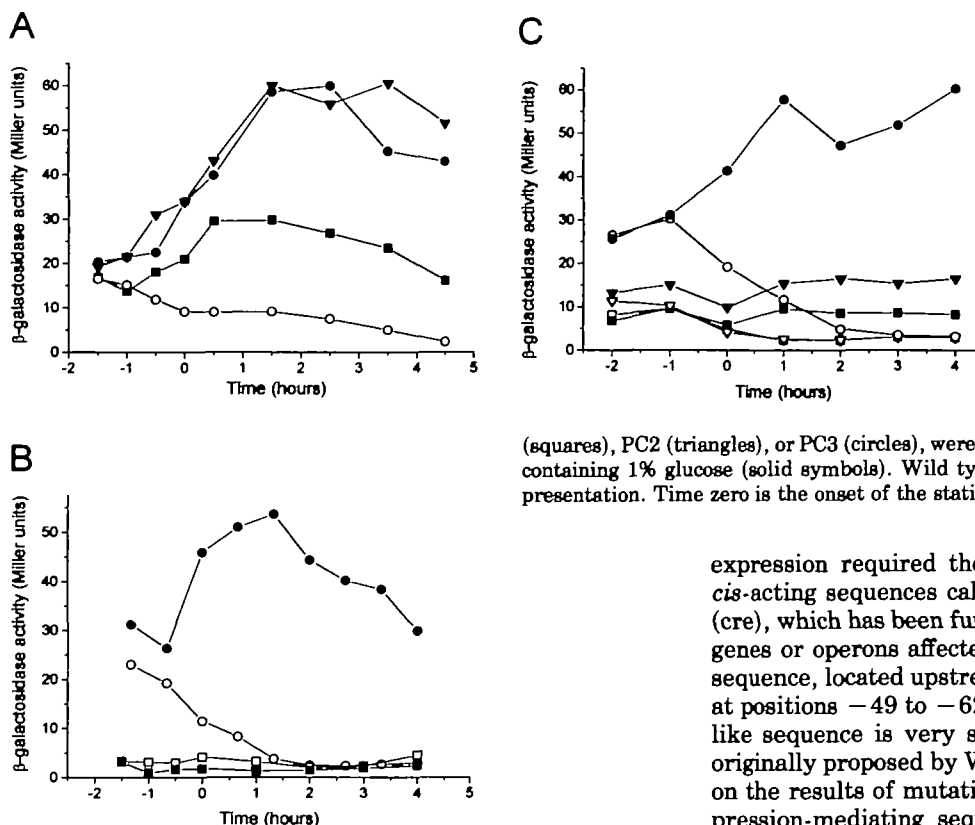 A
β-galactosidase activity (Miller units)
60
50
40
30
20
10
0
-2 -1 0 1 2 3 4 5
Time (hours)
C
β-galactosidase activity (Miller units)
60
50
40
30
20
10
0
-2 -1 0 1 2 3 4
Time (hours)
B
β-galactosidase activity (Miller units)
50
40
30
20
10
0
-2 -1 0 1 2 3 4 5
Time (hours)
(squares), PC2 (triangles), or PC3 (circles), were
containing 1% glucose (solid symbols). Wild ty
presentation. Time zero is the onset of the stati
expression required the
cis-acting sequences cal
(cre), which has been fu
genes or operons affecte
sequence, located upstre
at positions −49 to −6
like sequence is very s
originally proposed by V
on the results of mutati
pression-mediating seq